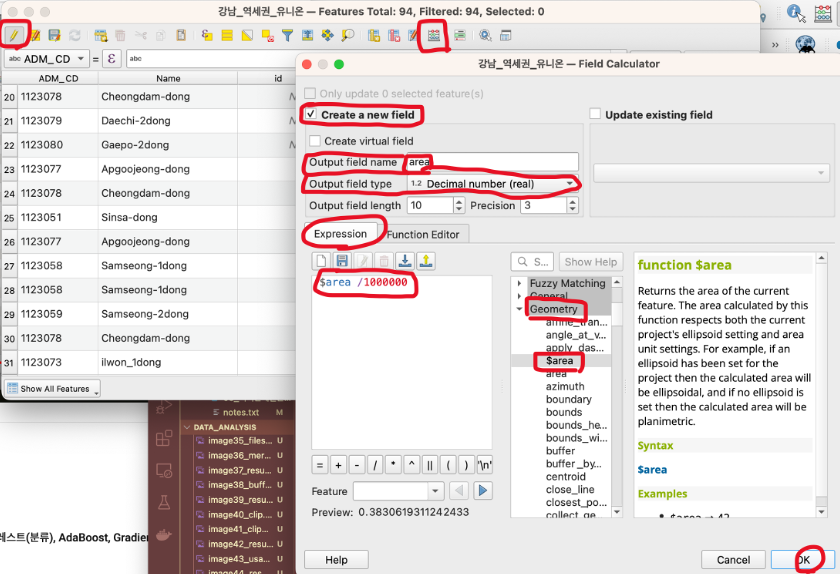 강남_역세권_유니온 — Features Total: 94, Filtered: 94, Selected: 0
abc ADM_CD = ε abc
ADM_CD Name id
20 1123078 Cheongdam-dong
21 1123079 Daechi-2dong
22 1123080 Gaepo-2dong
23 1123077 Apgoojeong-dong
24 1123078 Cheongdam-dong
25 1123051 Sinsa-dong
26 1123077 Apgoojeong-dong
27 1123058 Samseong-1dong
28 1123058 Samseong-1dong
29 1123059 Samseong-2dong
30 1123078 Cheongdam-dong
31 1123073 ilwon_1dong
Show All Features
notes.txt M
DATA_ANALYSIS
image35_files... U
image36_mer... U
image37_resu... U
image38_buff... U
image39_resu... U
image40_clip... U
image41_clip... U
image42_resu... U
image43_usa... U
image44_res... U
레스트(분류), AdaBoost, Gradien
강남_역세권_유니온 — Field Calculator
Only update 0 selected feature(s)
Create a new field
Update existing field
Create virtual field
Output field name area
Output field type 1.2 Decimal number (real)
Output field length 10 Precision 3
Expression Function Editor
$area /1000000
= + - / * ^ || ( ) '\n'
Feature
Preview: 0.3830619311242433
S... Show Help
Fuzzy Matching
General
Geometry
affine_tran...
angle_at_v...
apply_das...
$area
area
azimuth
boundary
bounds
bounds_he...
bounds_wi...
buffer
buffer_by...
centroid
close_line
closest_po...
collect_ge...
function $area
Returns the area of the current
feature. The area calculated by this
function respects both the current
project's ellipsoid setting and area
unit settings. For example, if an
ellipsoid has been set for the
project then the calculated area will
be ellipsoidal, and if no ellipsoid is
set then the calculated area will be
planimetric.
Syntax
$area
Examples
• $area → 42
Help Cancel OK